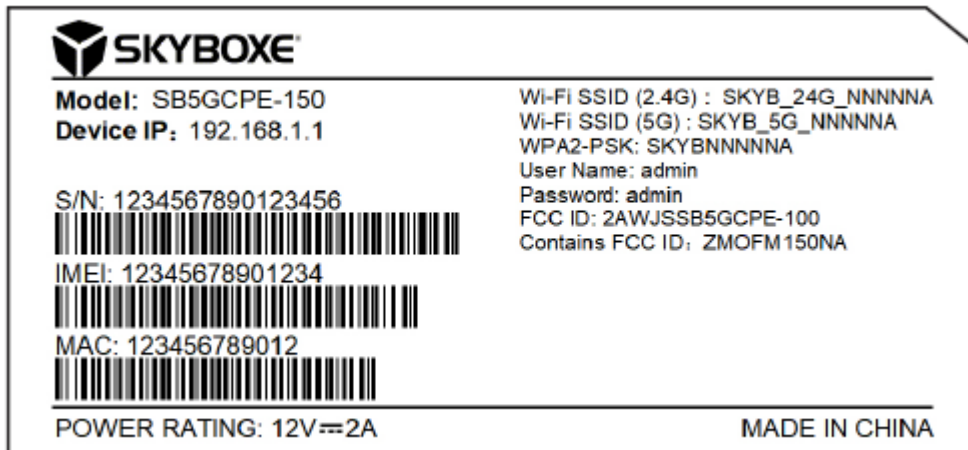 SKYBOXE
Model: SB5GCPE-150
Device IP: 192.168.1.1
S/N: 1234567890123456
IMEI: 12345678901234
MAC: 123456789012
Wi-Fi SSID (2.4G) : SKYB_24G_NNNNNA
Wi-Fi SSID (5G) : SKYB_5G_NNNNNA
WPA2-PSK: SKYBNNNNNA
User Name: admin
Password: admin
FCC ID: 2AWJSSB5GCPE-100
Contains FCC ID: ZMOFM150NA
POWER RATING: 12V⎓2A
MADE IN CHINA